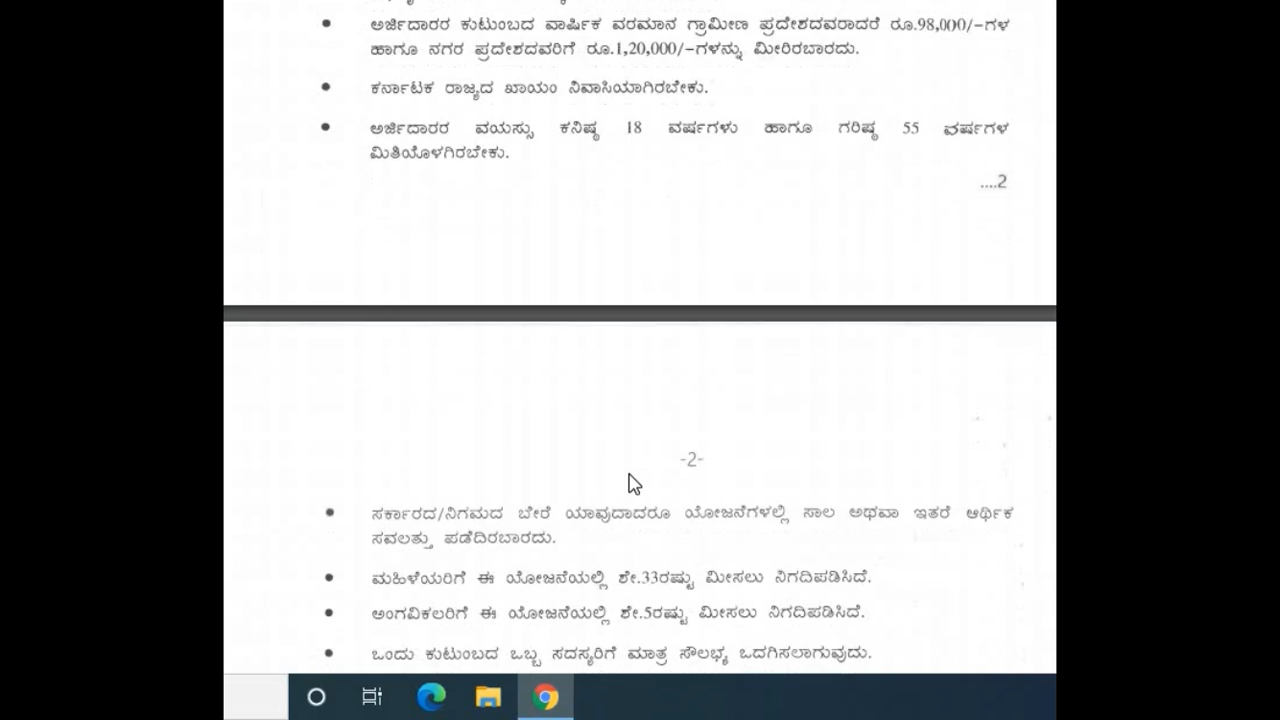 ಅರ್ಜಿದಾರರ ಕುಟುಂಬದ ವಾರ್ಷಿಕ ವರಮಾನ ಗ್ರಾಮೀಣ ಪ್ರದೇಶದವರಾದರೆ ರೂ.98,000/-ಗಳ
ಹಾಗೂ ನಗರ ಪ್ರದೇಶದವರಿಗೆ ರೂ.1,20,000/-ಗಳನ್ನು ಮೀರಿರಬಾರದು.
ಕರ್ನಾಟಕ ರಾಜ್ಯದ ಖಾಯಂ ನಿವಾಸಿಯಾಗಿರಬೇಕು.
ಅರ್ಜಿದಾರರ ವಯಸ್ಸು ಕನಿಷ್ಠ 18 ವರ್ಷಗಳು ಹಾಗೂ ಗರಿಷ್ಠ 55 ವರ್ಷಗಳ
ಮಿತಿಯೊಳಗಿರಬೇಕು.
....2
-2-
ಸರ್ಕಾರದ/ನಿಗಮದ ಬೇರೆ ಯಾವುದಾದರೂ ಯೋಜನೆಗಳಲ್ಲಿ ಸಾಲ ಅಥವಾ ಇತರೆ ಆರ್ಥಿಕ
ಸವಲತ್ತು ಪಡೆದಿರಬಾರದು.
ಮಹಿಳೆಯರಿಗೆ ಈ ಯೋಜನೆಯಲ್ಲಿ ಶೇ.33ರಷ್ಟು ಮೀಸಲು ನಿಗದಿಪಡಿಸಿದೆ.
ಅಂಗವಿಕಲರಿಗೆ ಈ ಯೋಜನೆಯಲ್ಲಿ ಶೇ.5ರಷ್ಟು ಮೀಸಲು ನಿಗದಿಪಡಿಸಿದೆ.
ಒಂದು ಕುಟುಂಬದ ಒಬ್ಬ ಸದಸ್ಯರಿಗೆ ಮಾತ್ರ ಸೌಲಭ್ಯ ಒದಗಿಸಲಾಗುವುದು.